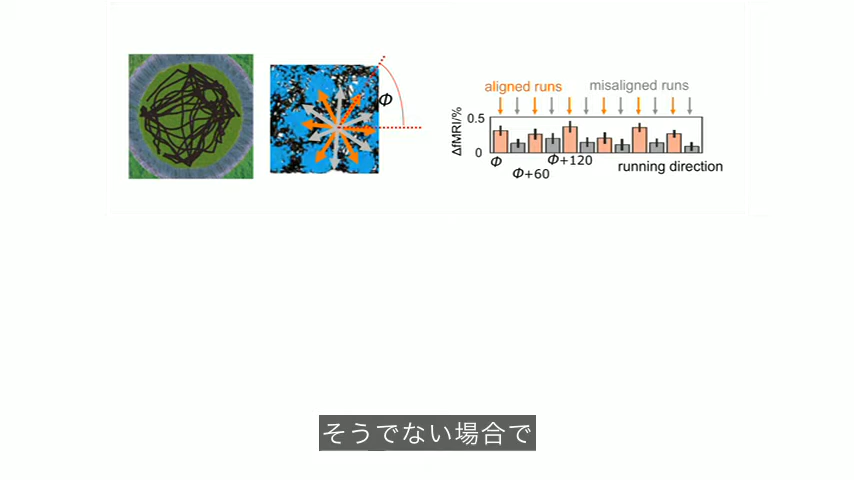 Φ
aligned runs
misaligned runs
ΔfMRI/%
0.5
0
Φ
Φ+60
Φ+120
running direction
そうでない場合で